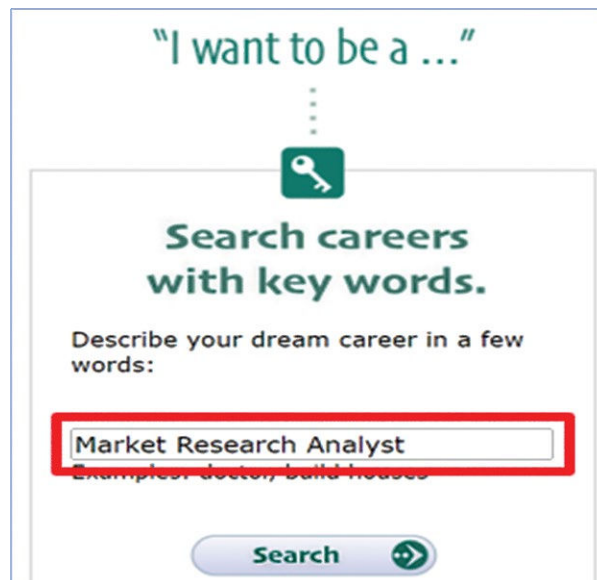 "I want to be a ..."
Search careers
with key words.
Describe your dream career in a few
words:
Market Research Analyst
Examples: doctor, build houses
Search